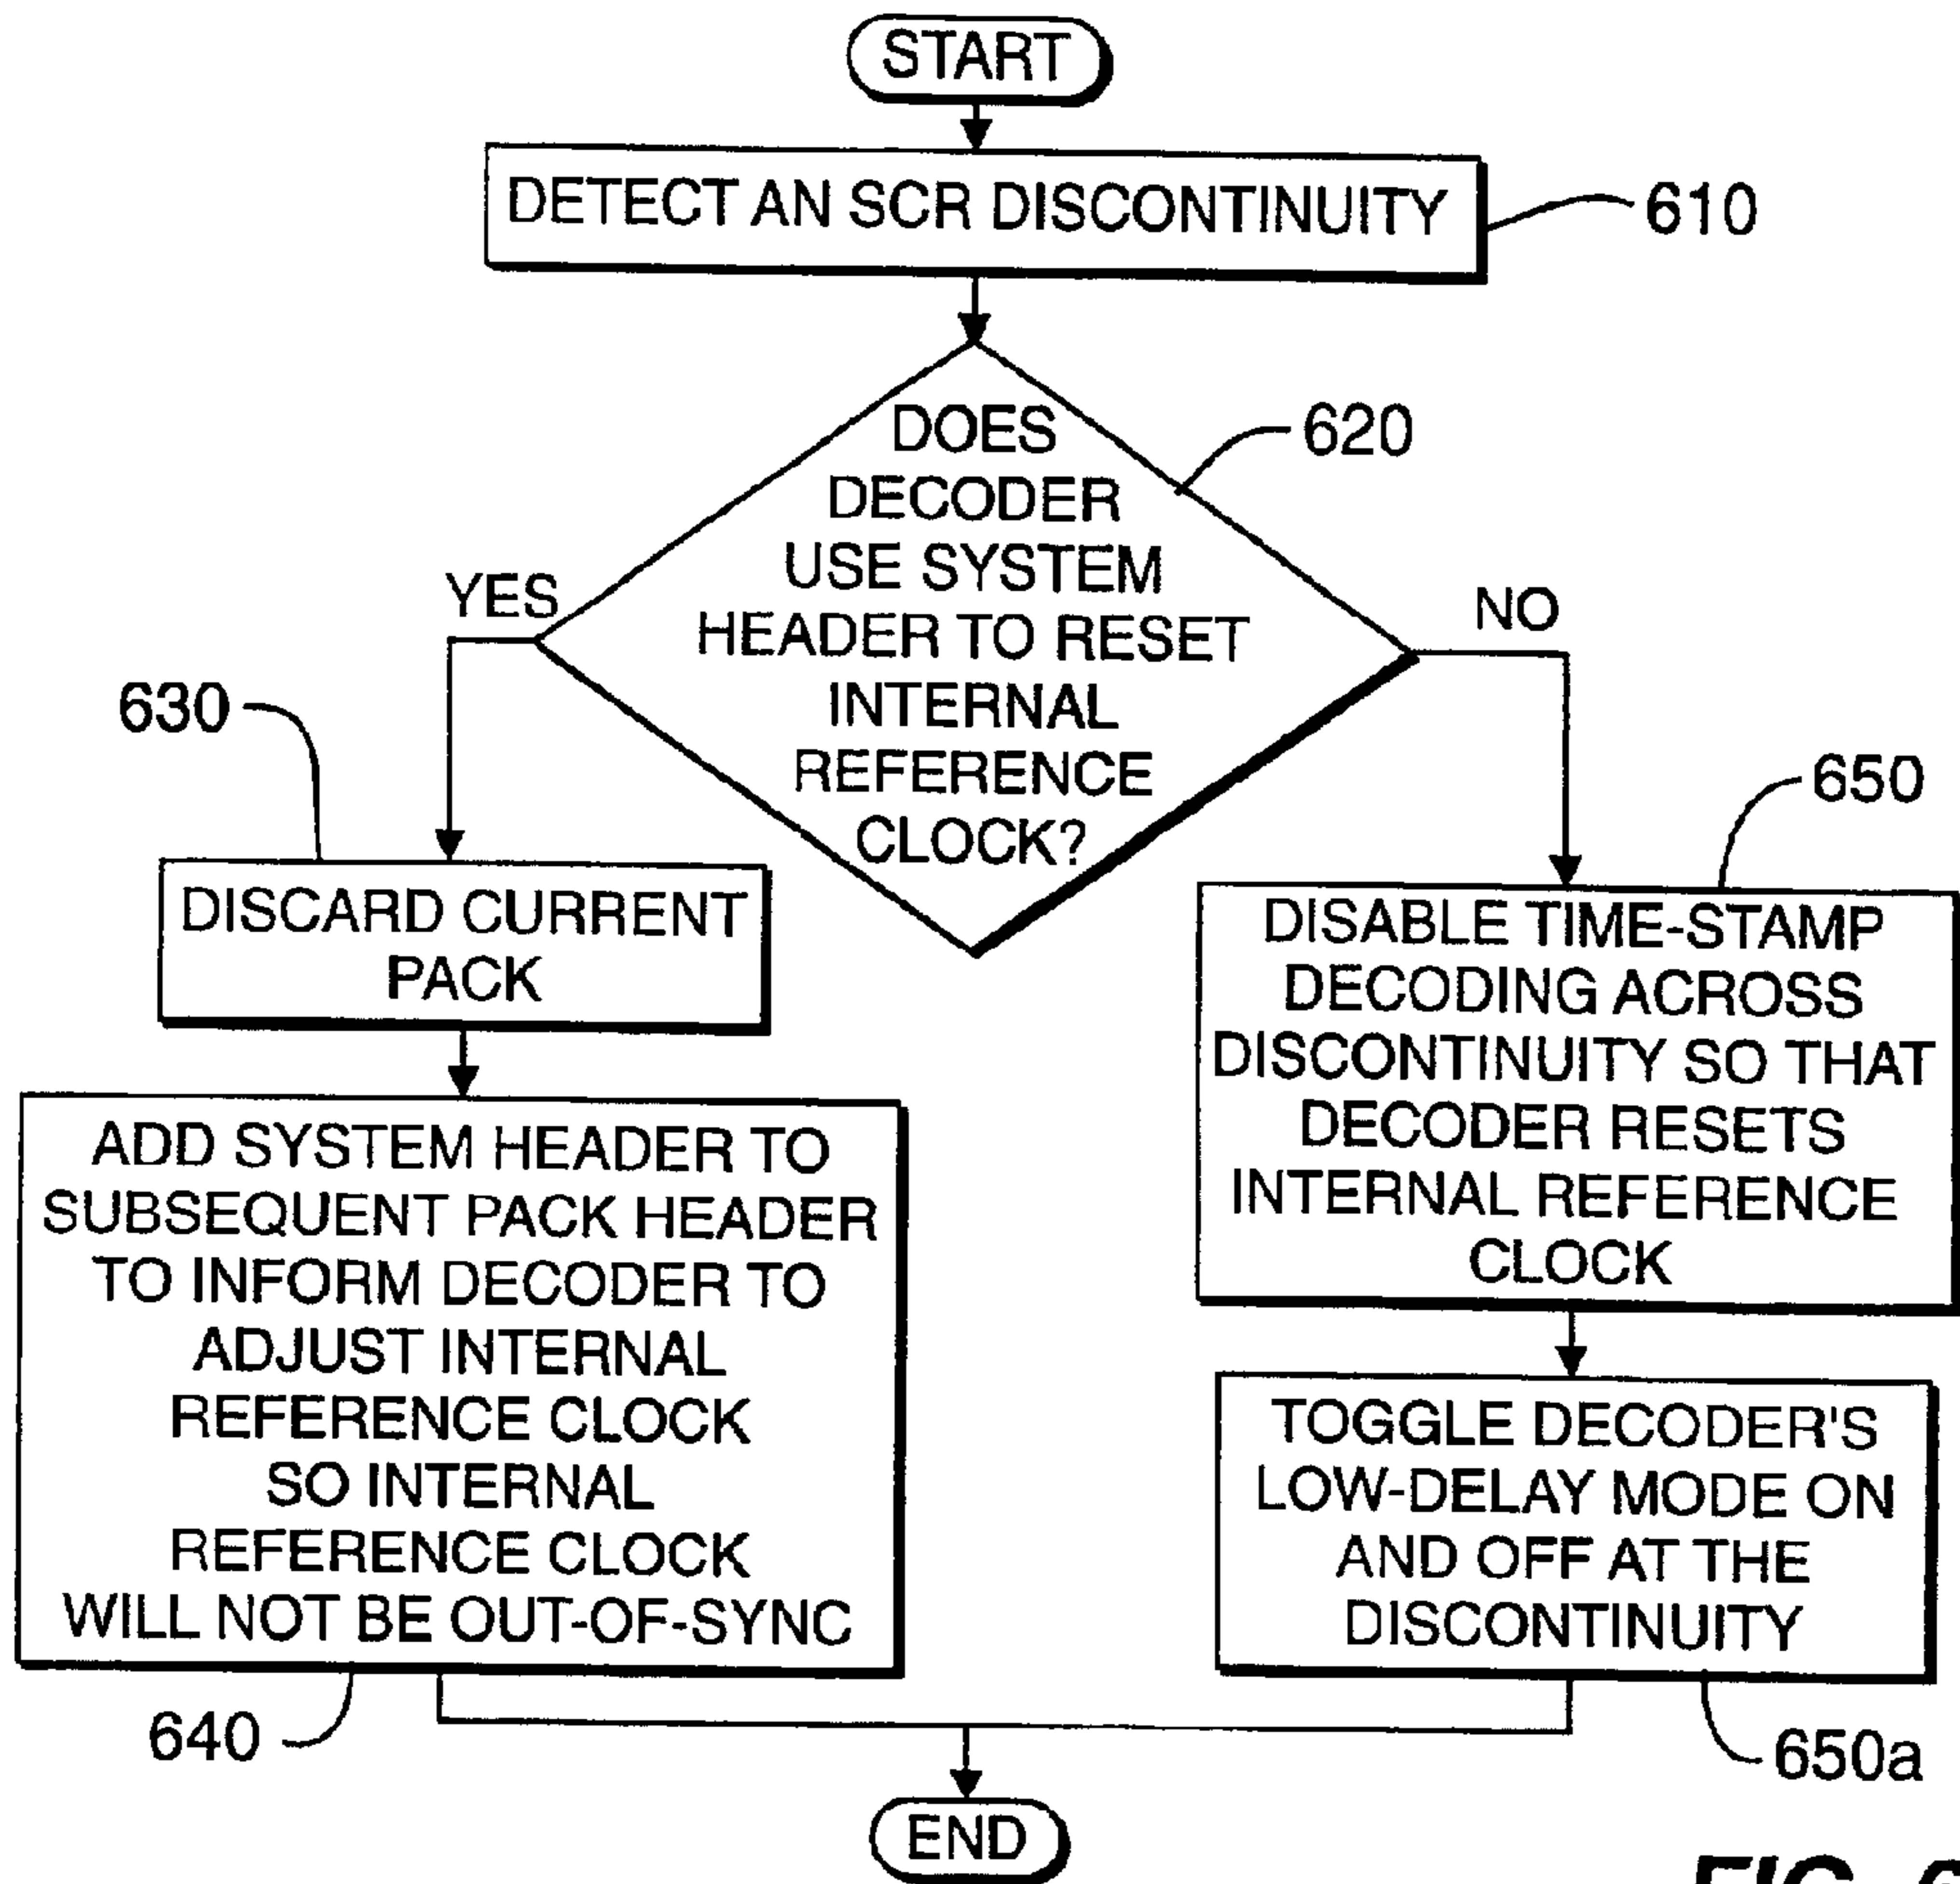 START
DETECT AN SCR DISCONTINUITY
610
DOES
DECODER
USE SYSTEM
HEADER TO RESET
INTERNAL
REFERENCE
CLOCK?
620
YES
NO
630
DISCARD CURRENT
PACK
650
DISABLE TIME-STAMP
DECODING ACROSS
DISCONTINUITY SO THAT
DECODER RESETS
INTERNAL REFERENCE
CLOCK
ADD SYSTEM HEADER TO
SUBSEQUENT PACK HEADER
TO INFORM DECODER TO
ADJUST INTERNAL
REFERENCE CLOCK
SO INTERNAL
REFERENCE CLOCK
WILL NOT BE OUT-OF-SYNC
640
TOGGLE DECODER'S
LOW-DELAY MODE ON
AND OFF AT THE
DISCONTINUITY
650a
END